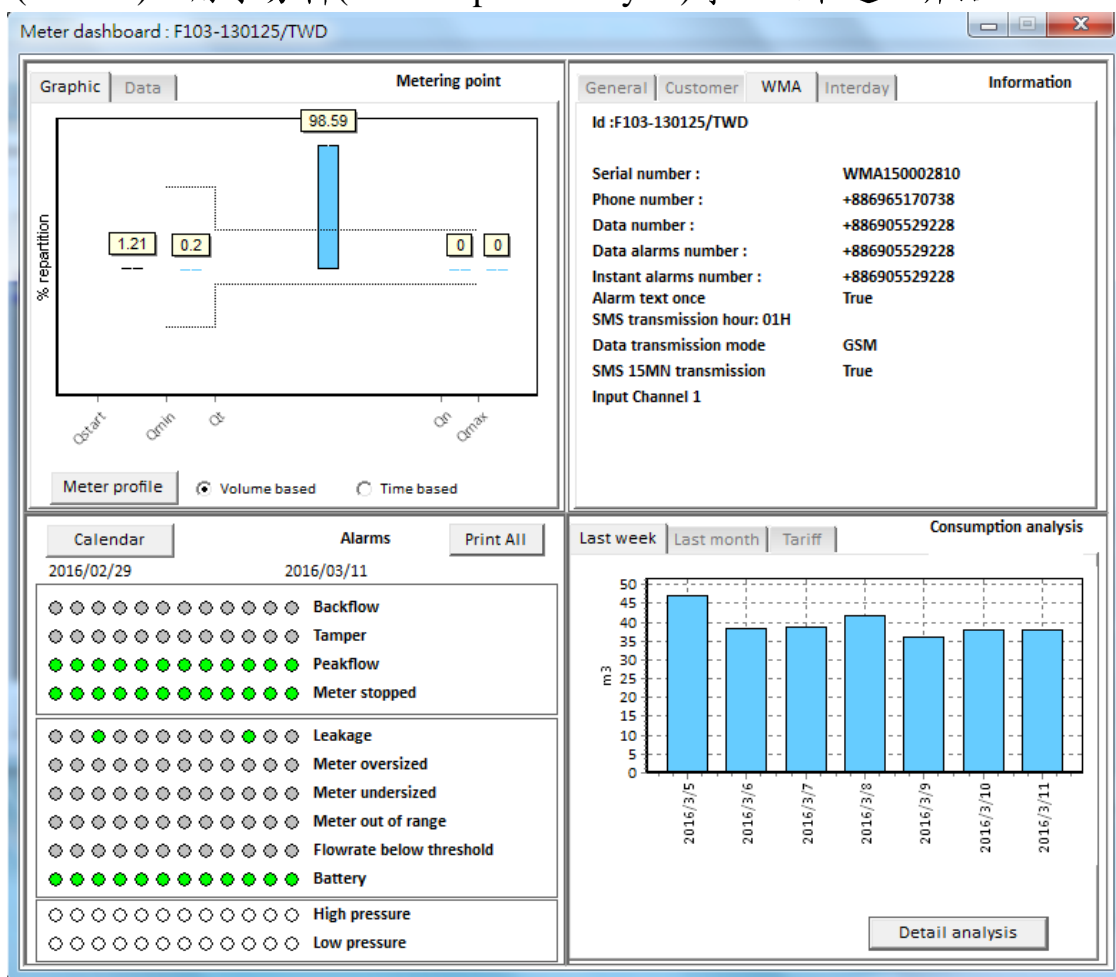 Meter dashboard : F103-130125/TWD
Graphic Data Metering point
98.59
1.21 0.2 0 0
% repartition
Qstart Qmin Qt Qn Qmax
Meter profile Volume based Time based
General Customer WMA Interday Information
Id :F103-130125/TWD
Serial number : WMA150002810
Phone number : +886965170738
Data number : +886905529228
Data alarms number : +886905529228
Instant alarms number : +886905529228
Alarm text once True
SMS transmission hour: 01H
Data transmission mode GSM
SMS 15MN transmission True
Input Channel 1
Calendar Alarms Print All
2016/02/29 2016/03/11
Backflow
Tamper
Peakflow
Meter stopped
Leakage
Meter oversized
Meter undersized
Meter out of range
Flowrate below threshold
Battery
High pressure
Low pressure
Last week Last month Tariff Consumption analysis
50
45
40
35
30
25
20
15
10
5
0
m3
2016/3/5 2016/3/6 2016/3/7 2016/3/8 2016/3/9 2016/3/10 2016/3/11
Detail analysis